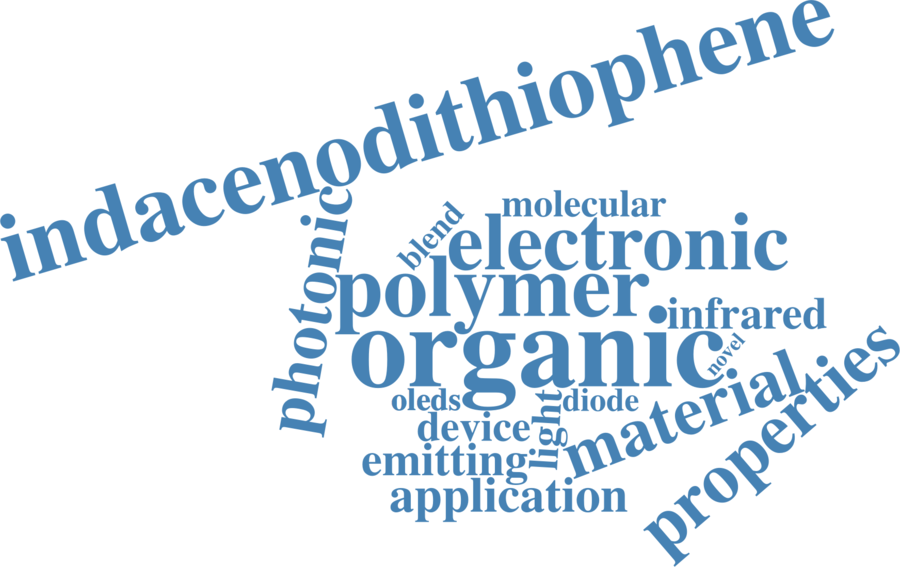 indacenodithiophene
photonic
blend
molecular
electronic
polymer
infrared
organic
novel
oleds
diode
material
properties
device
light
emitting
application